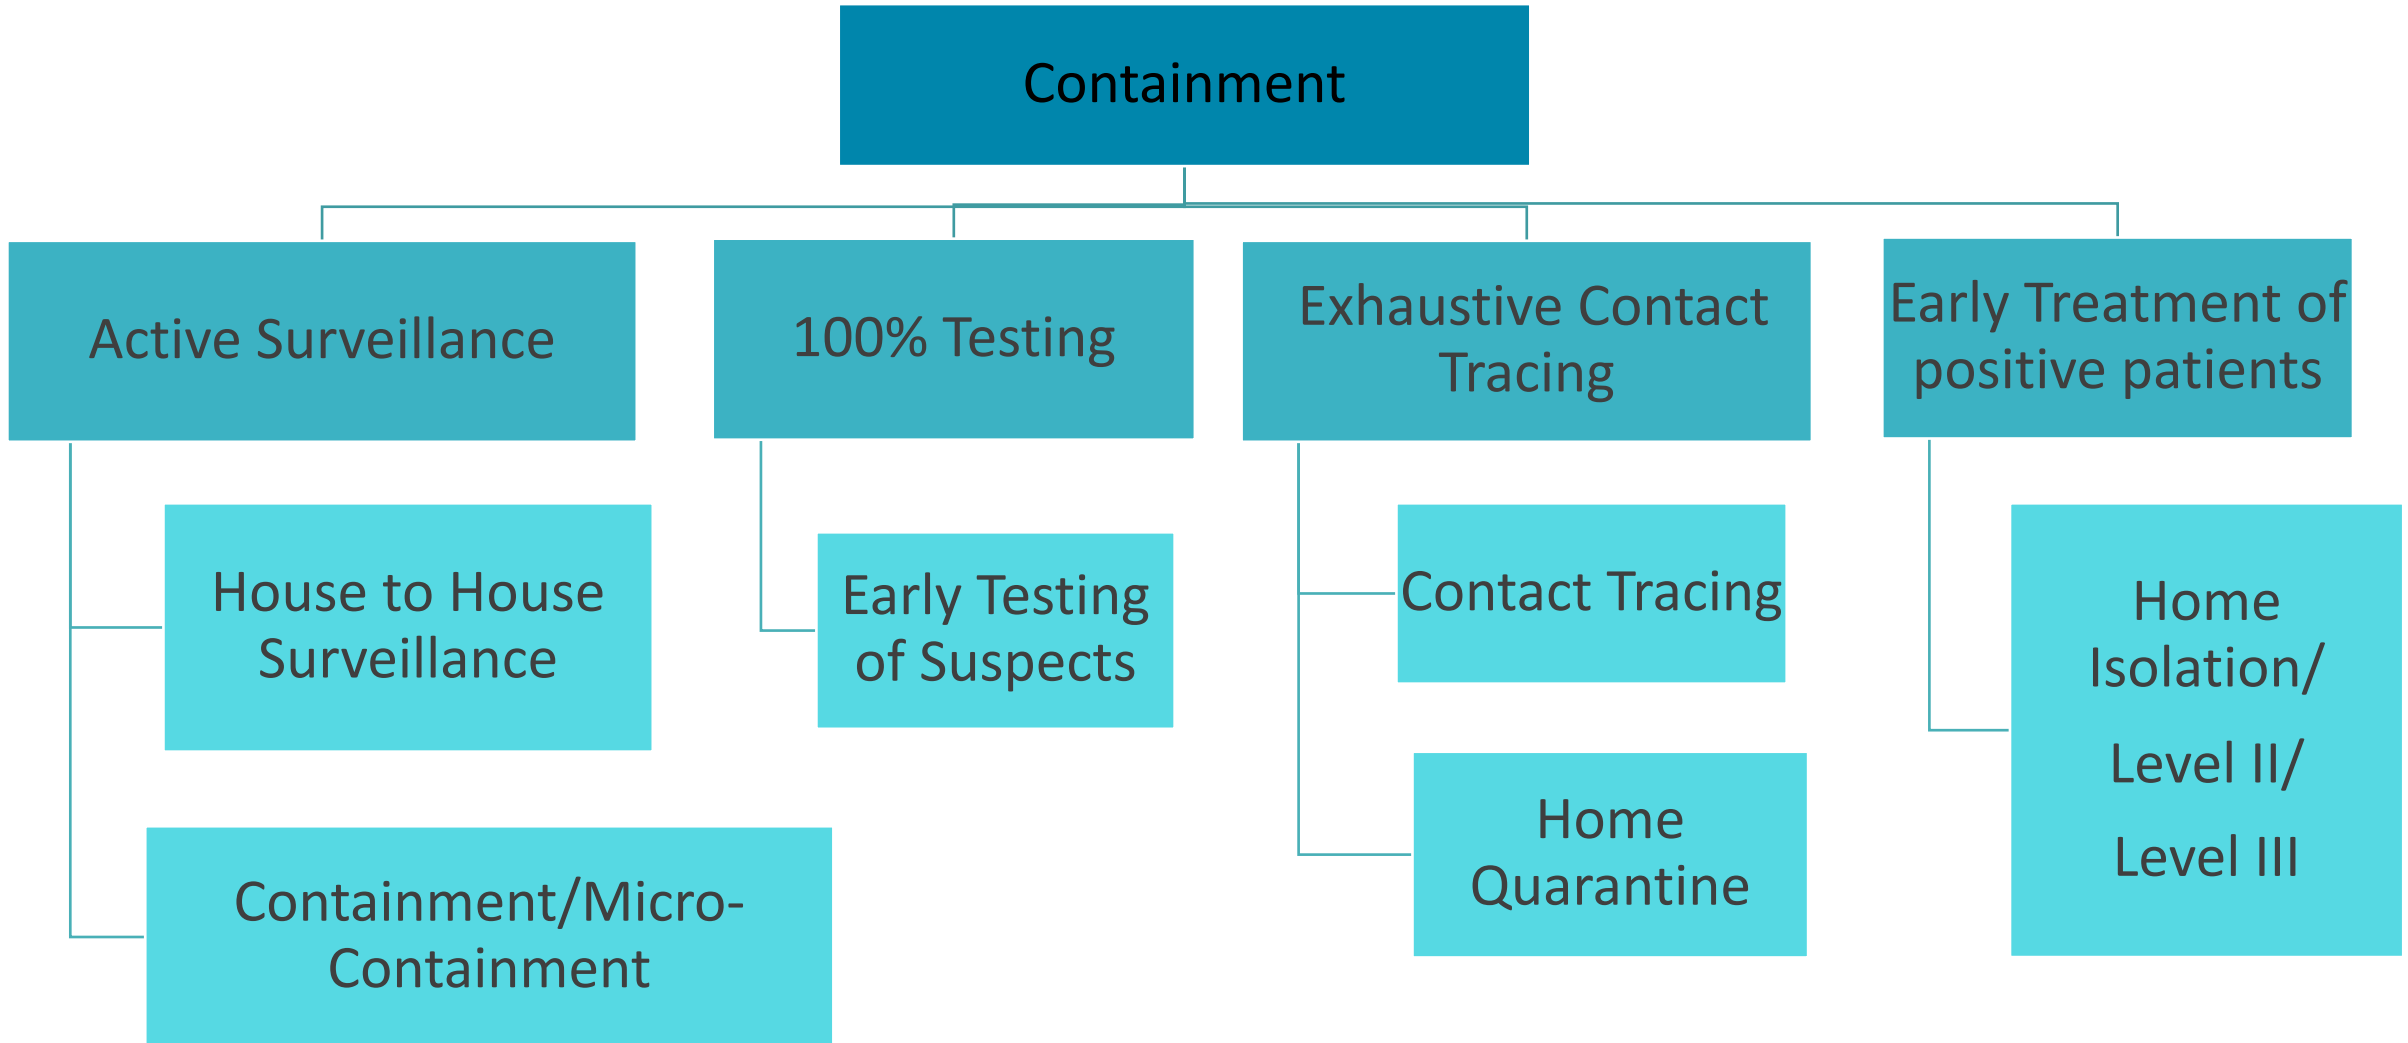 Containment
Active Surveillance
100% Testing
Exhaustive Contact
Tracing
Early Treatment of
positive patients
House to House
Surveillance
Containment/Micro-
Containment
Early Testing
of Suspects
Contact Tracing
Home
Quarantine
Home
Isolation/
Level II/
Level III